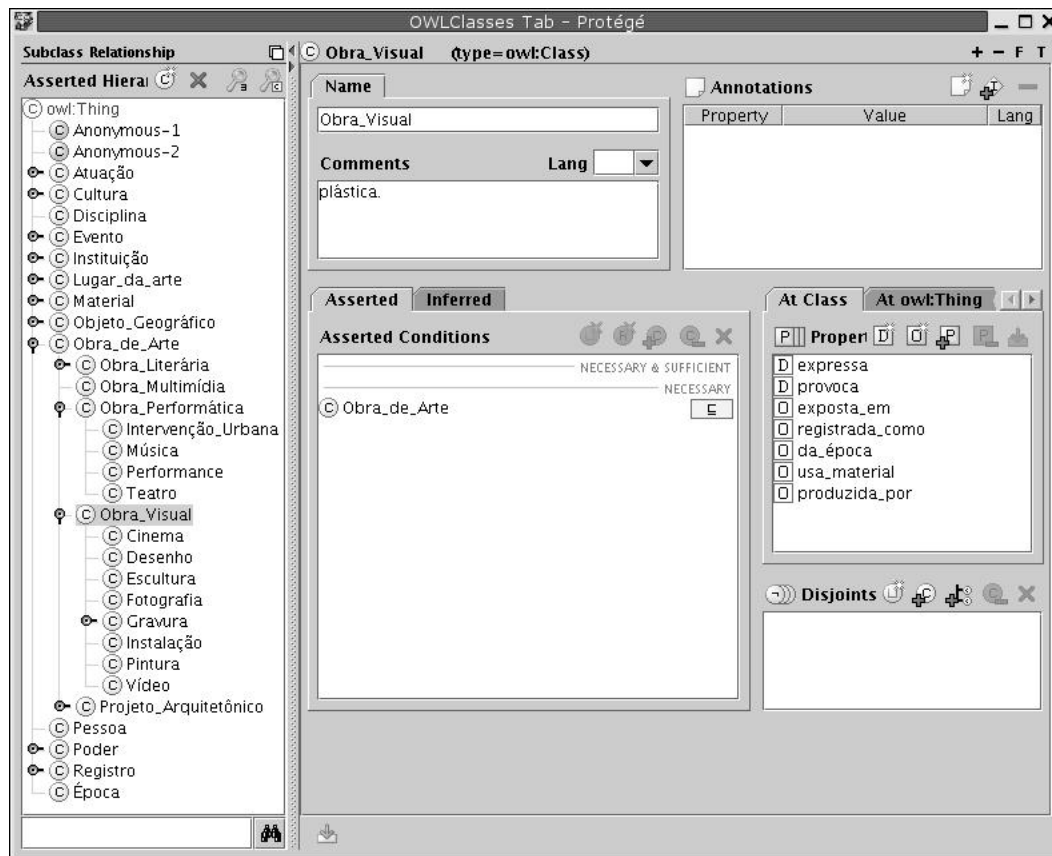 OWLClasses Tab - Protégé
Subclass Relationship
Asserted Hierar
owl:Thing
Anonymous-1
Anonymous-2
Atuação
Cultura
Disciplina
Evento
Instituição
Lugar_da_arte
Material
Objeto_Geográfico
Obra_de_Arte
Obra_Literária
Obra_Multimídia
Obra_Performática
Intervenção_Urbana
Música
Performance
Teatro
Obra_Visual
Cinema
Desenho
Escultura
Fotografia
Gravura
Instalação
Pintura
Vídeo
Projeto_Arquitetônico
Pessoa
Poder
Registro
Época
C Obra_Visual (type=owl:Class) + - F T
Name
Obra_Visual
Comments Lang
plástica.
Annotations
Property Value Lang
Asserted Inferred
Asserted Conditions
NECESSARY & SUFFICIENT
NECESSARY
C Obra_de_Arte ⊑
At Class At owl:Thing
P Proper D O P
D expressa
D provoca
O exposta_em
O registrada_como
O da_época
O usa_material
O produzida_por
Disjoints